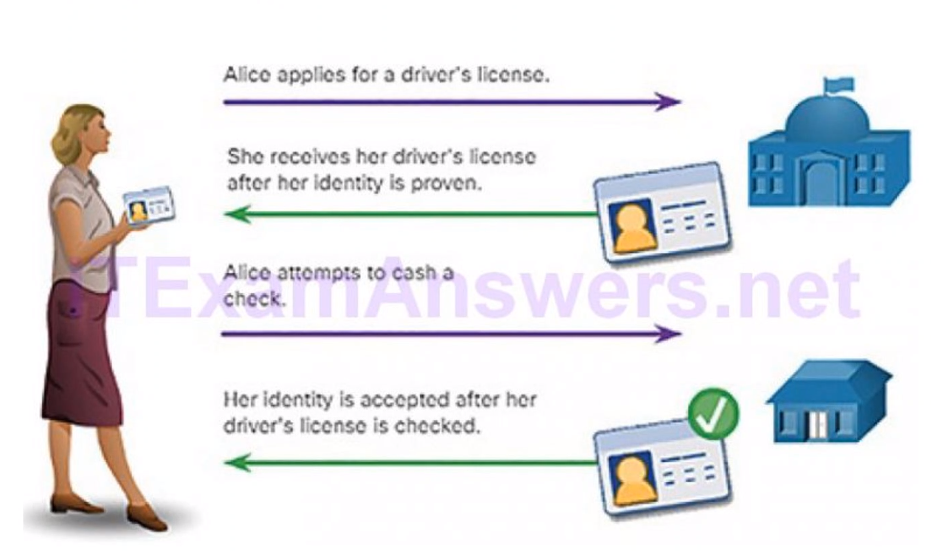 Alice applies for a driver's license.
She receives her driver's license
after her identity is proven.
ITExamAnswers.net
Alice attempts to cash a
check.
Her identity is accepted after her
driver's license is checked.